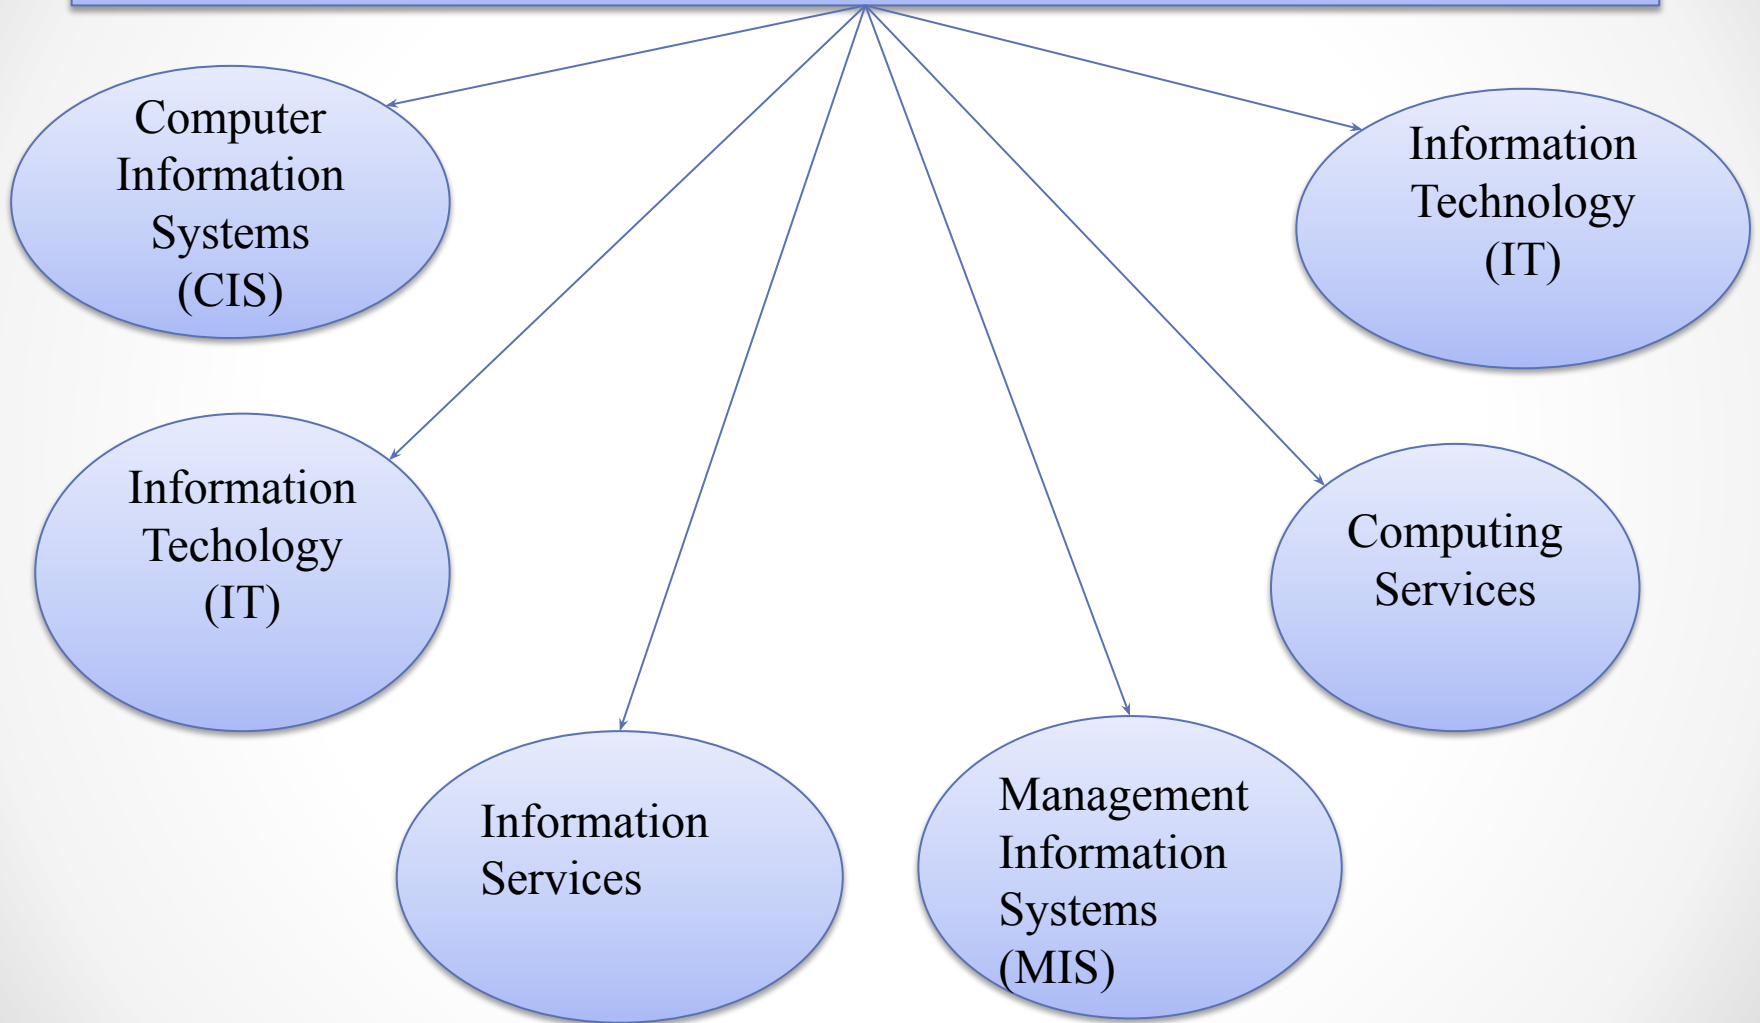 Computer
Information
Systems
(CIS)
Information
Technology
(IT)
Information
Techology
(IT)
Computing
Services
Information
Services
Management
Information
Systems
(MIS)